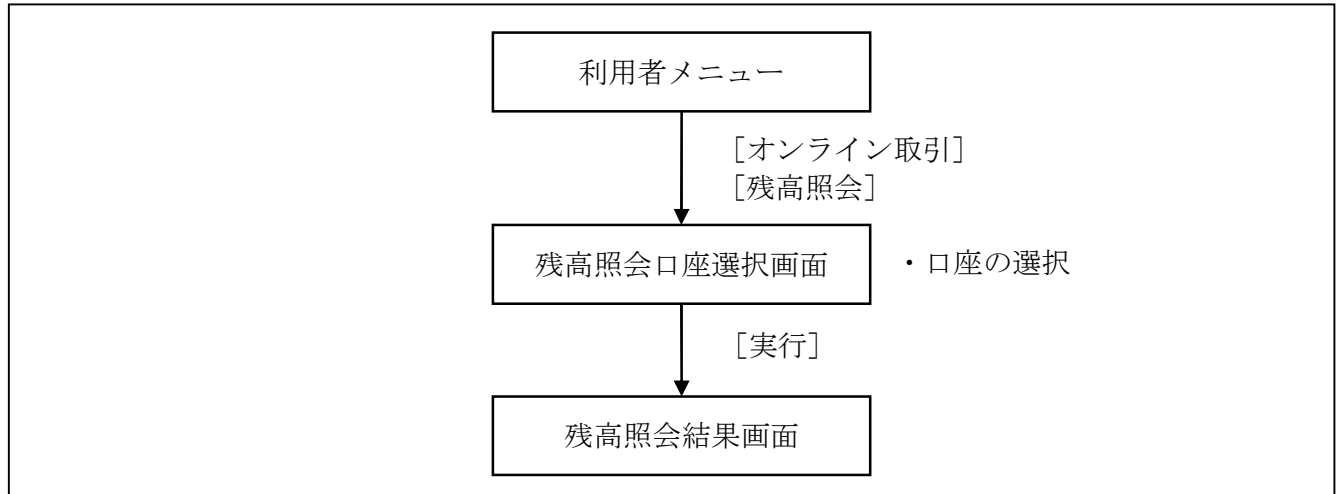 利用者メニュー
［オンライン取引］
［残高照会］
残高照会口座選択画面
・口座の選択
［実行］
残高照会結果画面